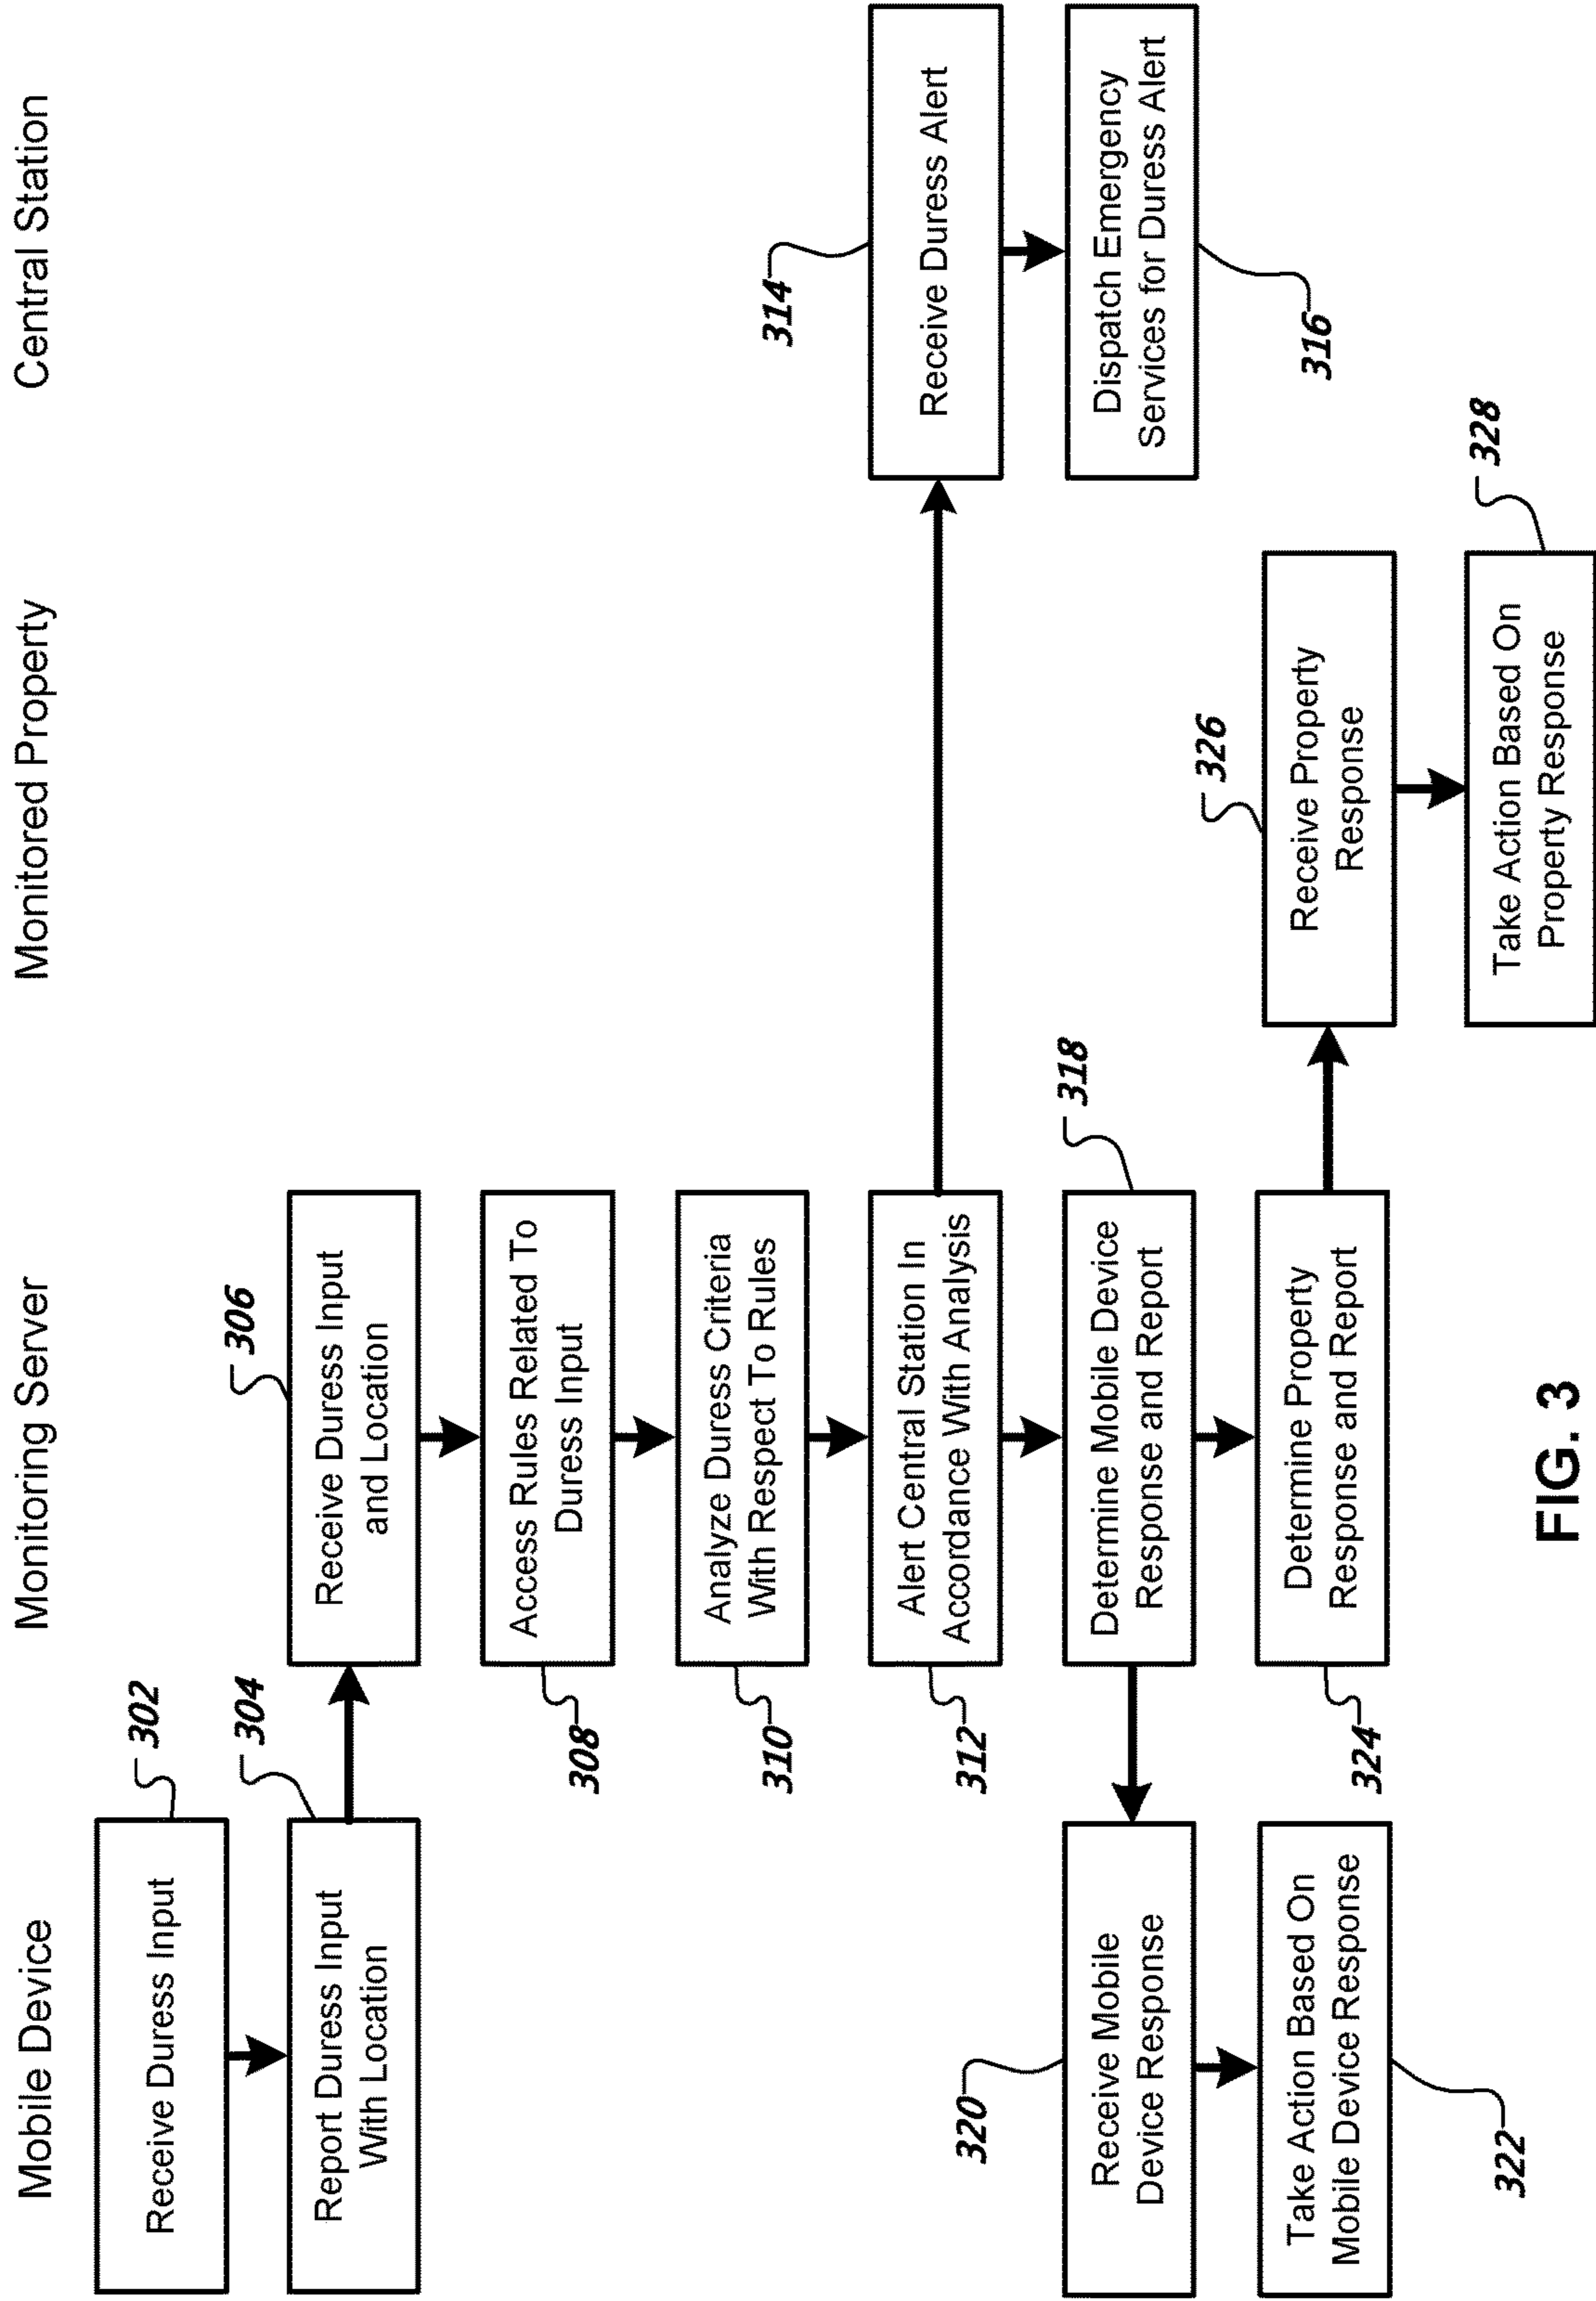 Mobile Device
Monitoring Server
Monitored Property
Central Station
302
Receive Duress Input
304
Report Duress Input
With Location
306
Receive Duress Input
and Location
308
Access Rules Related To
Duress Input
310
Analyze Duress Criteria
With Respect To Rules
312
Alert Central Station In
Accordance With Analysis
314
Receive Duress Alert
316
Dispatch Emergency
Services for Duress Alert
318
Determine Mobile Device
Response and Report
320
Receive Mobile
Device Response
322
Take Action Based On
Mobile Device Response
324
Determine Property
Response and Report
326
Receive Property
Response
328
Take Action Based On
Property Response
FIG. 3